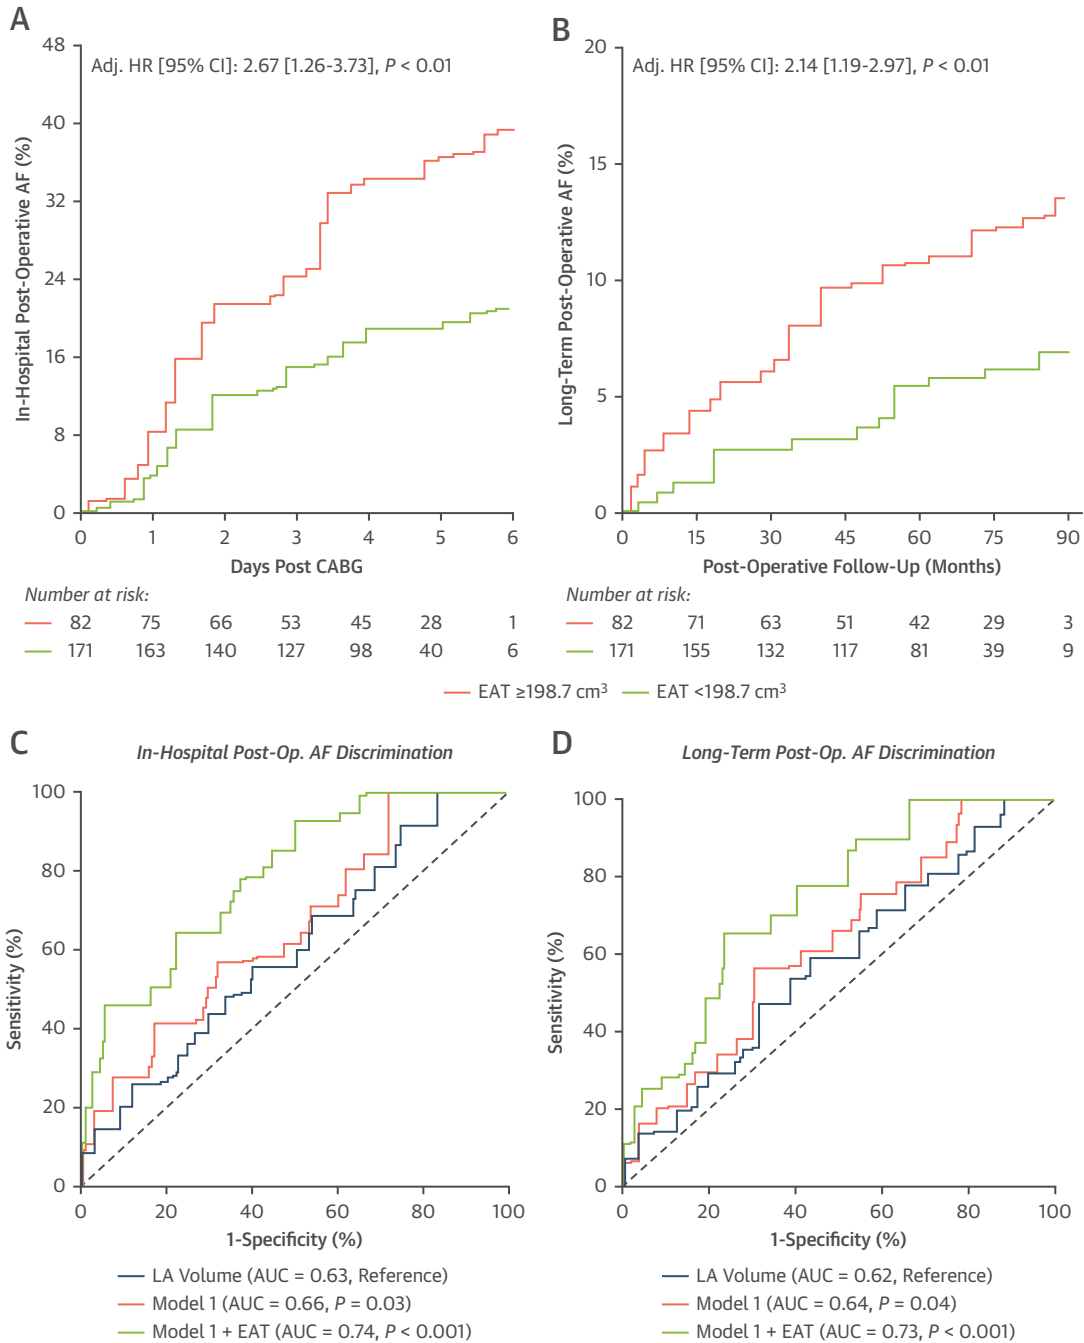 A
Adj. HR [95% CI]: 2.67 [1.26-3.73], P < 0.01
In-Hospital Post-Operative AF (%)
48
40
32
24
16
8
0
0 1 2 3 4 5 6
Days Post CABG
Number at risk:
82 75 66 53 45 28 1
171 163 140 127 98 40 6
B
Adj. HR [95% CI]: 2.14 [1.19-2.97], P < 0.01
Long-Term Post-Operative AF (%)
20
15
10
5
0
0 15 30 45 60 75 90
Post-Operative Follow-Up (Months)
Number at risk:
82 71 63 51 42 29 3
171 155 132 117 81 39 9
EAT ≥198.7 cm³ EAT <198.7 cm³
C
In-Hospital Post-Op. AF Discrimination
Sensitivity (%)
100
80
60
40
20
0
0 20 40 60 80 100
1-Specificity (%)
LA Volume (AUC = 0.63, Reference)
Model 1 (AUC = 0.66, P = 0.03)
Model 1 + EAT (AUC = 0.74, P < 0.001)
D
Long-Term Post-Op. AF Discrimination
Sensitivity (%)
100
80
60
40
20
0
0 20 40 60 80 100
1-Specificity (%)
LA Volume (AUC = 0.62, Reference)
Model 1 (AUC = 0.64, P = 0.04)
Model 1 + EAT (AUC = 0.73, P < 0.001)